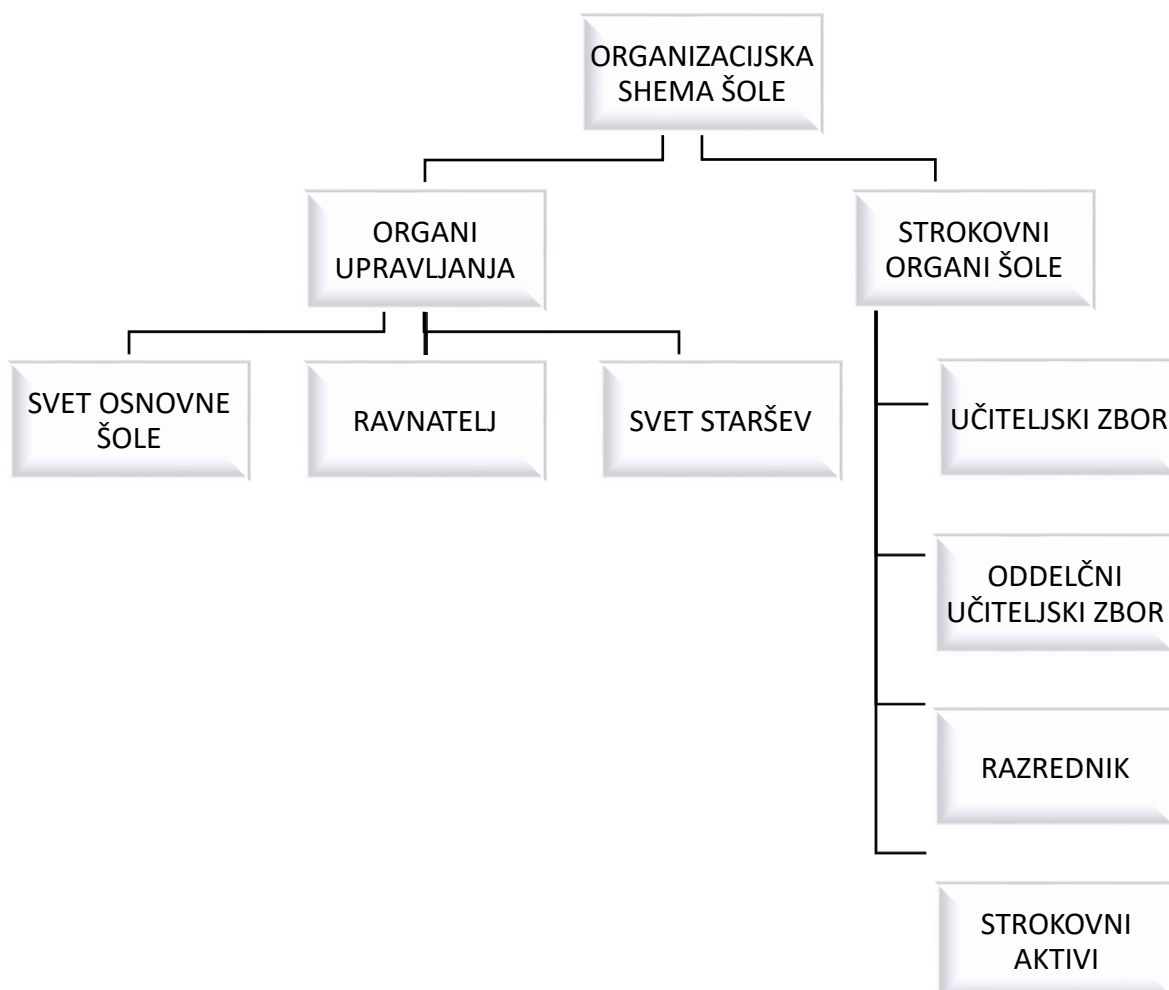 ORGANIZACIJSKA
SHEMA ŠOLE
ORGANI
UPRAVLJANJA
STROKOVNI
ORGANI ŠOLE
SVET OSNOVNE
ŠOLE
RAVNATELJ
SVET STARŠEV
UČITELJSKI ZBOR
ODDELČNI
UČITELJSKI ZBOR
RAZREDNIK
STROKOVNI
AKTIVI